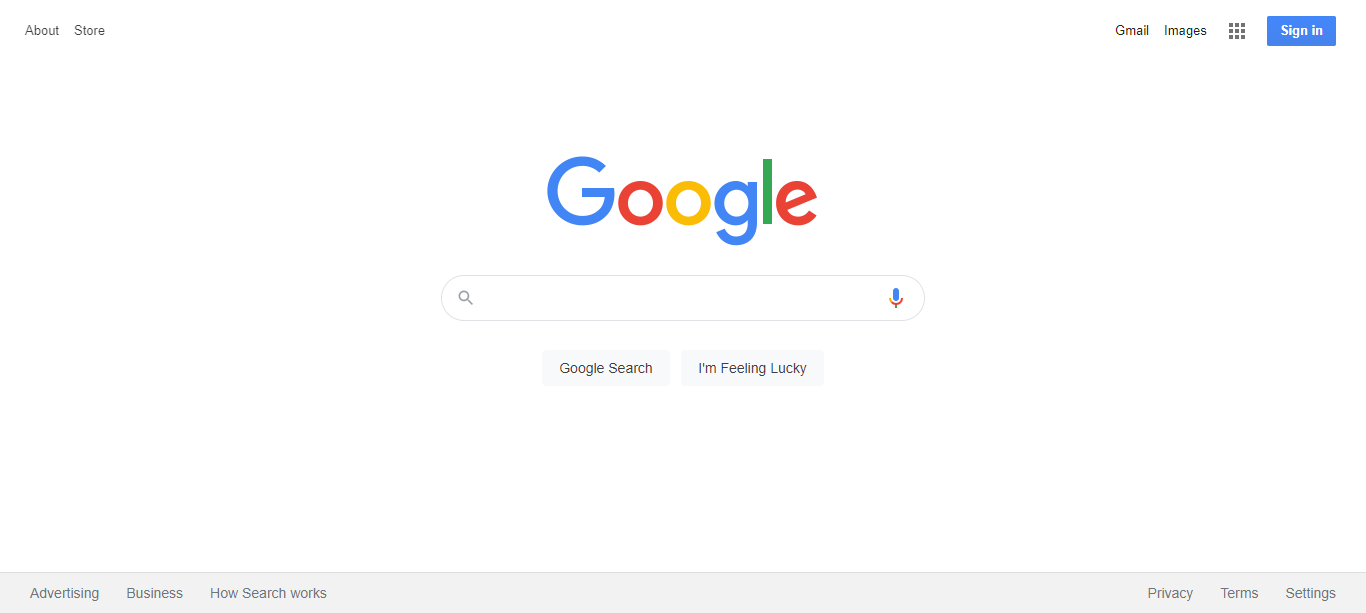 About Store Gmail Images Sign in
Google
Google Search I'm Feeling Lucky
Advertising Business How Search works Privacy Terms Settings